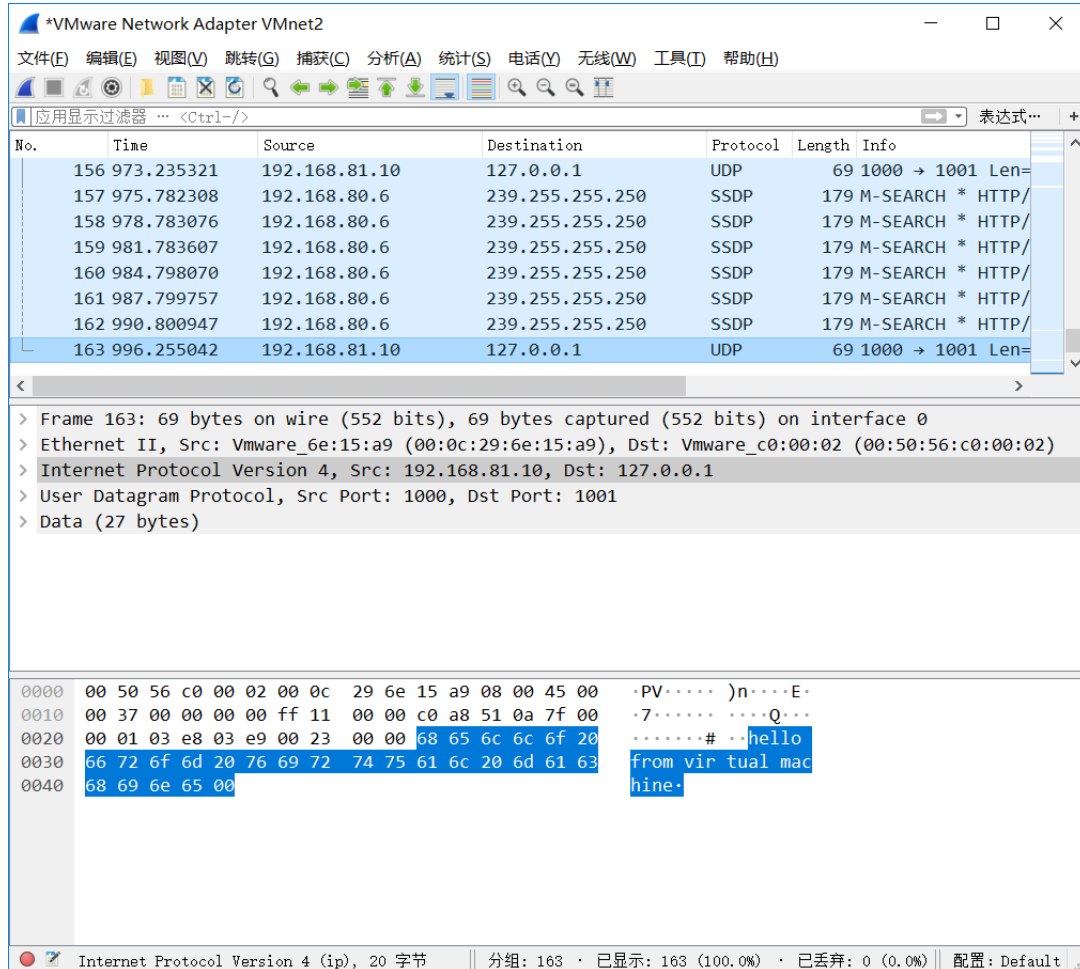 *VMware Network Adapter VMnet2
文件(F) 编辑(E) 视图(V) 跳转(G) 捕获(C) 分析(A) 统计(S) 电话(Y) 无线(W) 工具(T) 帮助(H)
应用显示过滤器 … <Ctrl-/> 表达式… +
No. Time Source Destination Protocol Length Info
156 973.235321 192.168.81.10 127.0.0.1 UDP 69 1000 → 1001 Len=
157 975.782308 192.168.80.6 239.255.255.250 SSDP 179 M-SEARCH * HTTP/
158 978.783076 192.168.80.6 239.255.255.250 SSDP 179 M-SEARCH * HTTP/
159 981.783607 192.168.80.6 239.255.255.250 SSDP 179 M-SEARCH * HTTP/
160 984.798070 192.168.80.6 239.255.255.250 SSDP 179 M-SEARCH * HTTP/
161 987.799757 192.168.80.6 239.255.255.250 SSDP 179 M-SEARCH * HTTP/
162 990.800947 192.168.80.6 239.255.255.250 SSDP 179 M-SEARCH * HTTP/
163 996.255042 192.168.81.10 127.0.0.1 UDP 69 1000 → 1001 Len=
> Frame 163: 69 bytes on wire (552 bits), 69 bytes captured (552 bits) on interface 0
> Ethernet II, Src: Vmware_6e:15:a9 (00:0c:29:6e:15:a9), Dst: Vmware_c0:00:02 (00:50:56:c0:00:02)
> Internet Protocol Version 4, Src: 192.168.81.10, Dst: 127.0.0.1
> User Datagram Protocol, Src Port: 1000, Dst Port: 1001
> Data (27 bytes)
0000 00 50 56 c0 00 02 00 0c 29 6e 15 a9 08 00 45 00 ·PV····· )n····E·
0010 00 37 00 00 00 00 ff 11 00 00 c0 a8 51 0a 7f 00 ·7······ ····Q···
0020 00 01 03 e8 03 e9 00 23 00 00 68 65 6c 6c 6f 20 ·······# ··hello
0030 66 72 6f 6d 20 76 69 72 74 75 61 6c 20 6d 61 63 from vir tual mac
0040 68 69 6e 65 00 hine·
Internet Protocol Version 4 (ip), 20 字节 分组: 163 · 已显示: 163 (100.0%) · 已丢弃: 0 (0.0%) 配置: Default